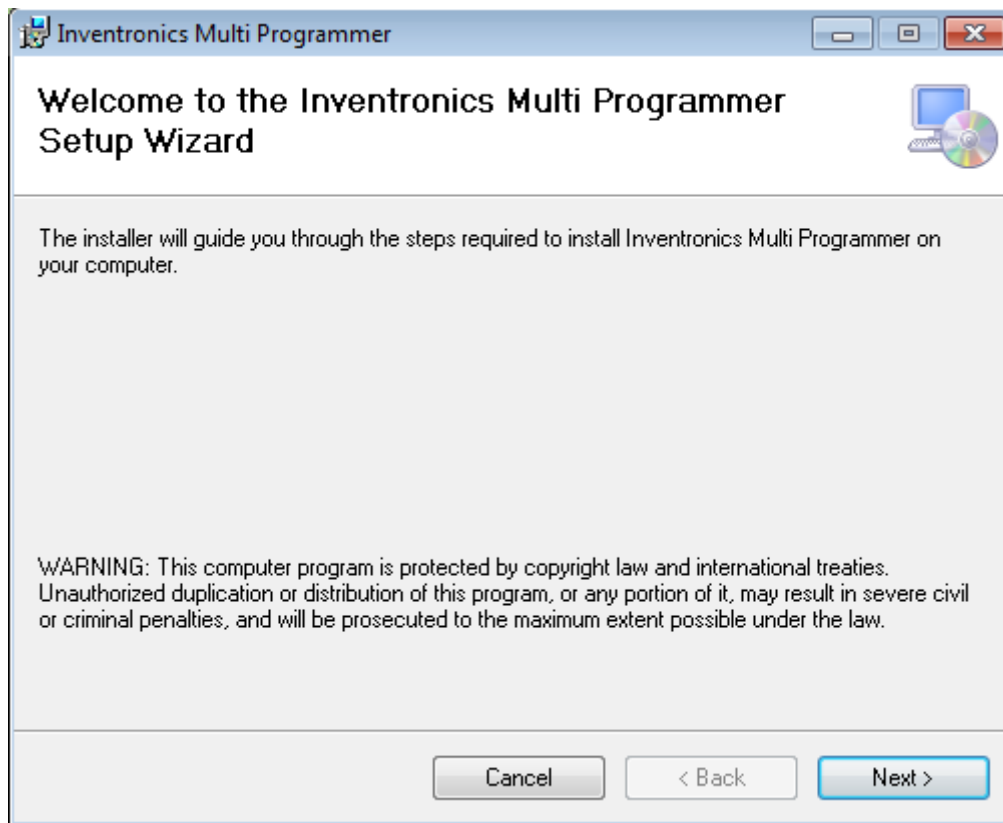 Inventronics Multi Programmer
Welcome to the Inventronics Multi Programmer
Setup Wizard
The installer will guide you through the steps required to install Inventronics Multi Programmer on
your computer.
WARNING: This computer program is protected by copyright law and international treaties.
Unauthorized duplication or distribution of this program, or any portion of it, may result in severe civil
or criminal penalties, and will be prosecuted to the maximum extent possible under the law.
Cancel
< Back
Next >